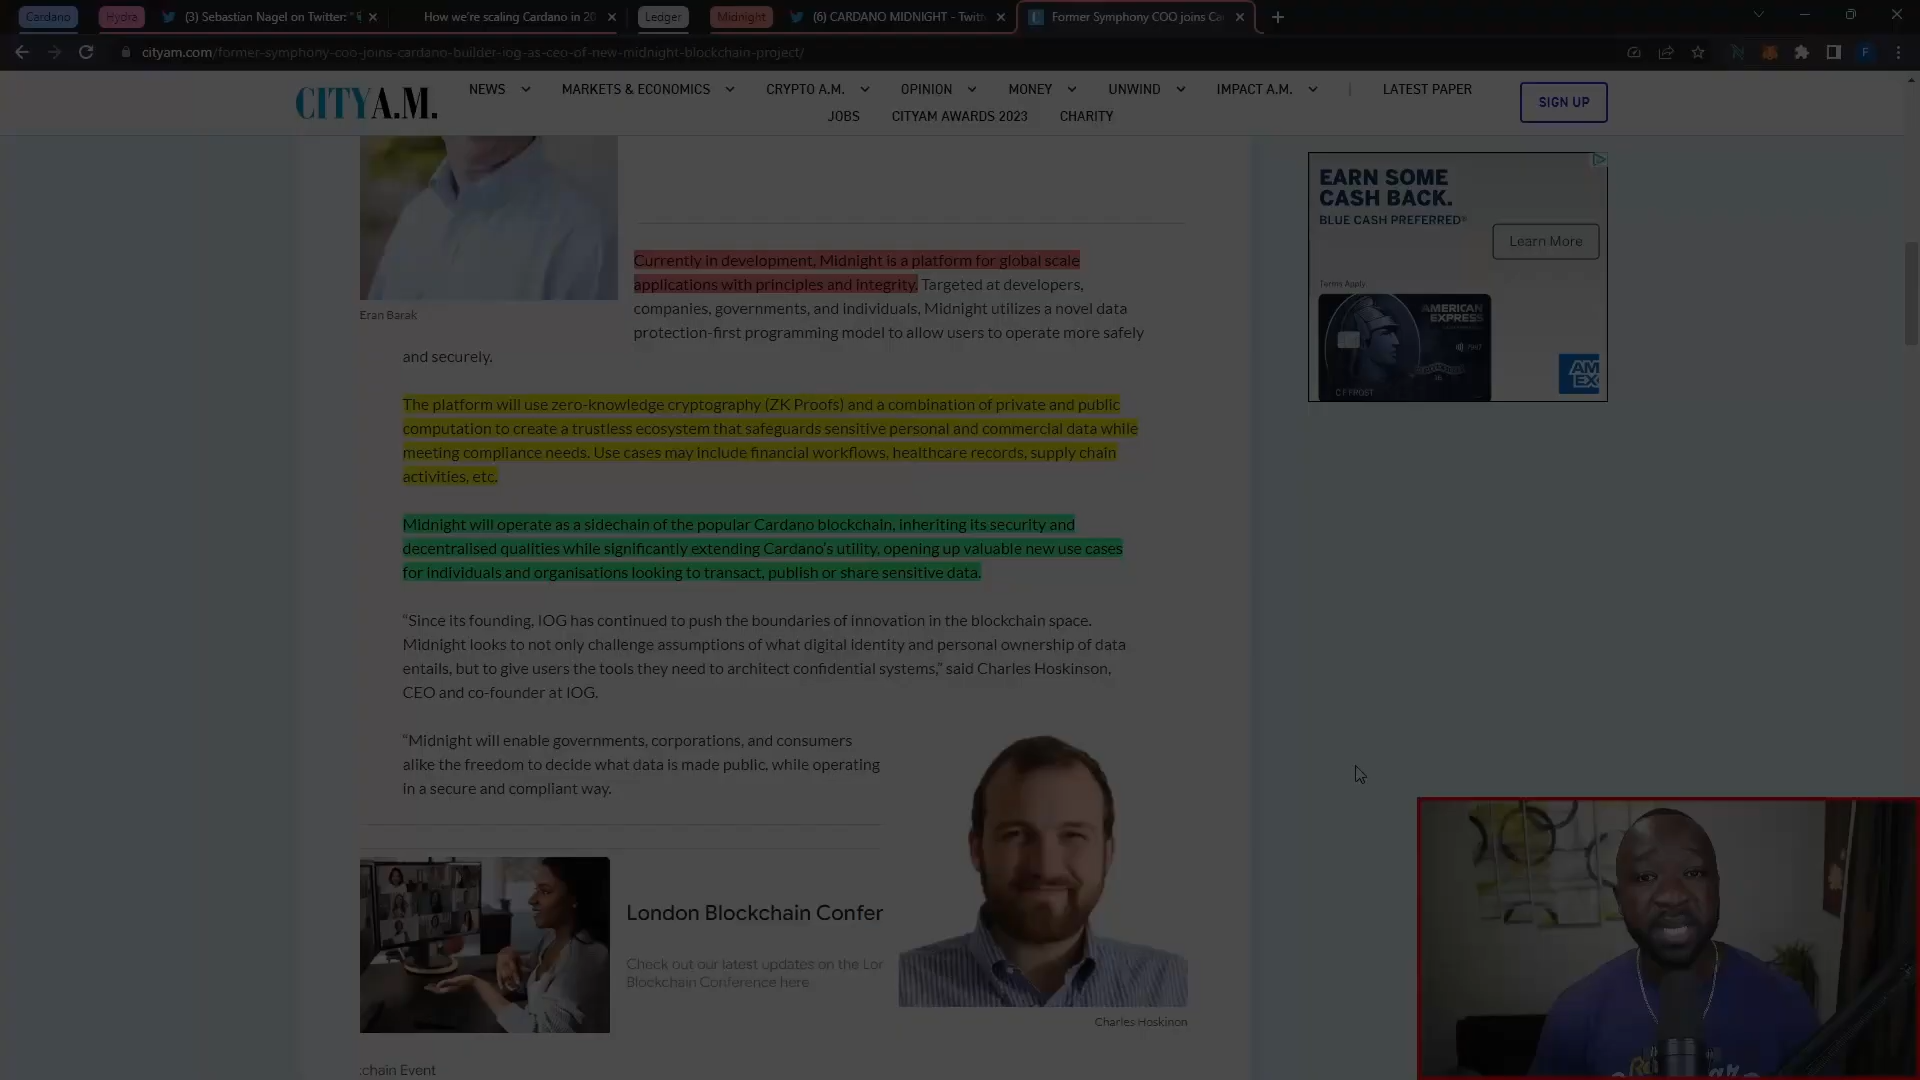 Cardano
Hydra
(3) Sebastian Nagel on Twitter: "
How we're scaling Cardano in 20
Ledger
Midnight
(6) CARDANO MIDNIGHT - Twitt
Former Symphony COO joins Ca
cityam.com/former-symphony-coo-joins-cardano-builder-iog-as-ceo-of-new-midnight-blockchain-project/
F
CITYA.M.
NEWS
MARKETS & ECONOMICS
CRYPTO A.M.
OPINION
MONEY
UNWIND
IMPACT A.M.
LATEST PAPER
JOBS
CITYAM AWARDS 2023
CHARITY
SIGN UP
Eran Barak
Currently in development, Midnight is a platform for global scale
applications with principles and integrity. Targeted at developers,
companies, governments, and individuals, Midnight utilizes a novel data
protection-first programming model to allow users to operate more safely
and securely.
The platform will use zero-knowledge cryptography (ZK Proofs) and a combination of private and public
computation to create a trustless ecosystem that safeguards sensitive personal and commercial data while
meeting compliance needs. Use cases may include financial workflows, healthcare records, supply chain
activities, etc.
Midnight will operate as a sidechain of the popular Cardano blockchain, inheriting its security and
decentralised qualities while significantly extending Cardano's utility, opening up valuable new use cases
for individuals and organisations looking to transact, publish or share sensitive data.
“Since its founding, IOG has continued to push the boundaries of innovation in the blockchain space.
Midnight looks to not only challenge assumptions of what digital identity and personal ownership of data
entails, but to give users the tools they need to architect confidential systems,” said Charles Hoskinson,
CEO and co-founder at IOG.
“Midnight will enable governments, corporations, and consumers
alike the freedom to decide what data is made public, while operating
in a secure and compliant way.
London Blockchain Confer
Check out our latest updates on the Lor
Blockchain Conference here
Charles Hoskinon
:chain Event
EARN SOME
CASH BACK.
BLUE CASH PREFERRED®
Learn More
Terms Apply
AMERICAN
EXPRESS
C F FROST
AM
EX